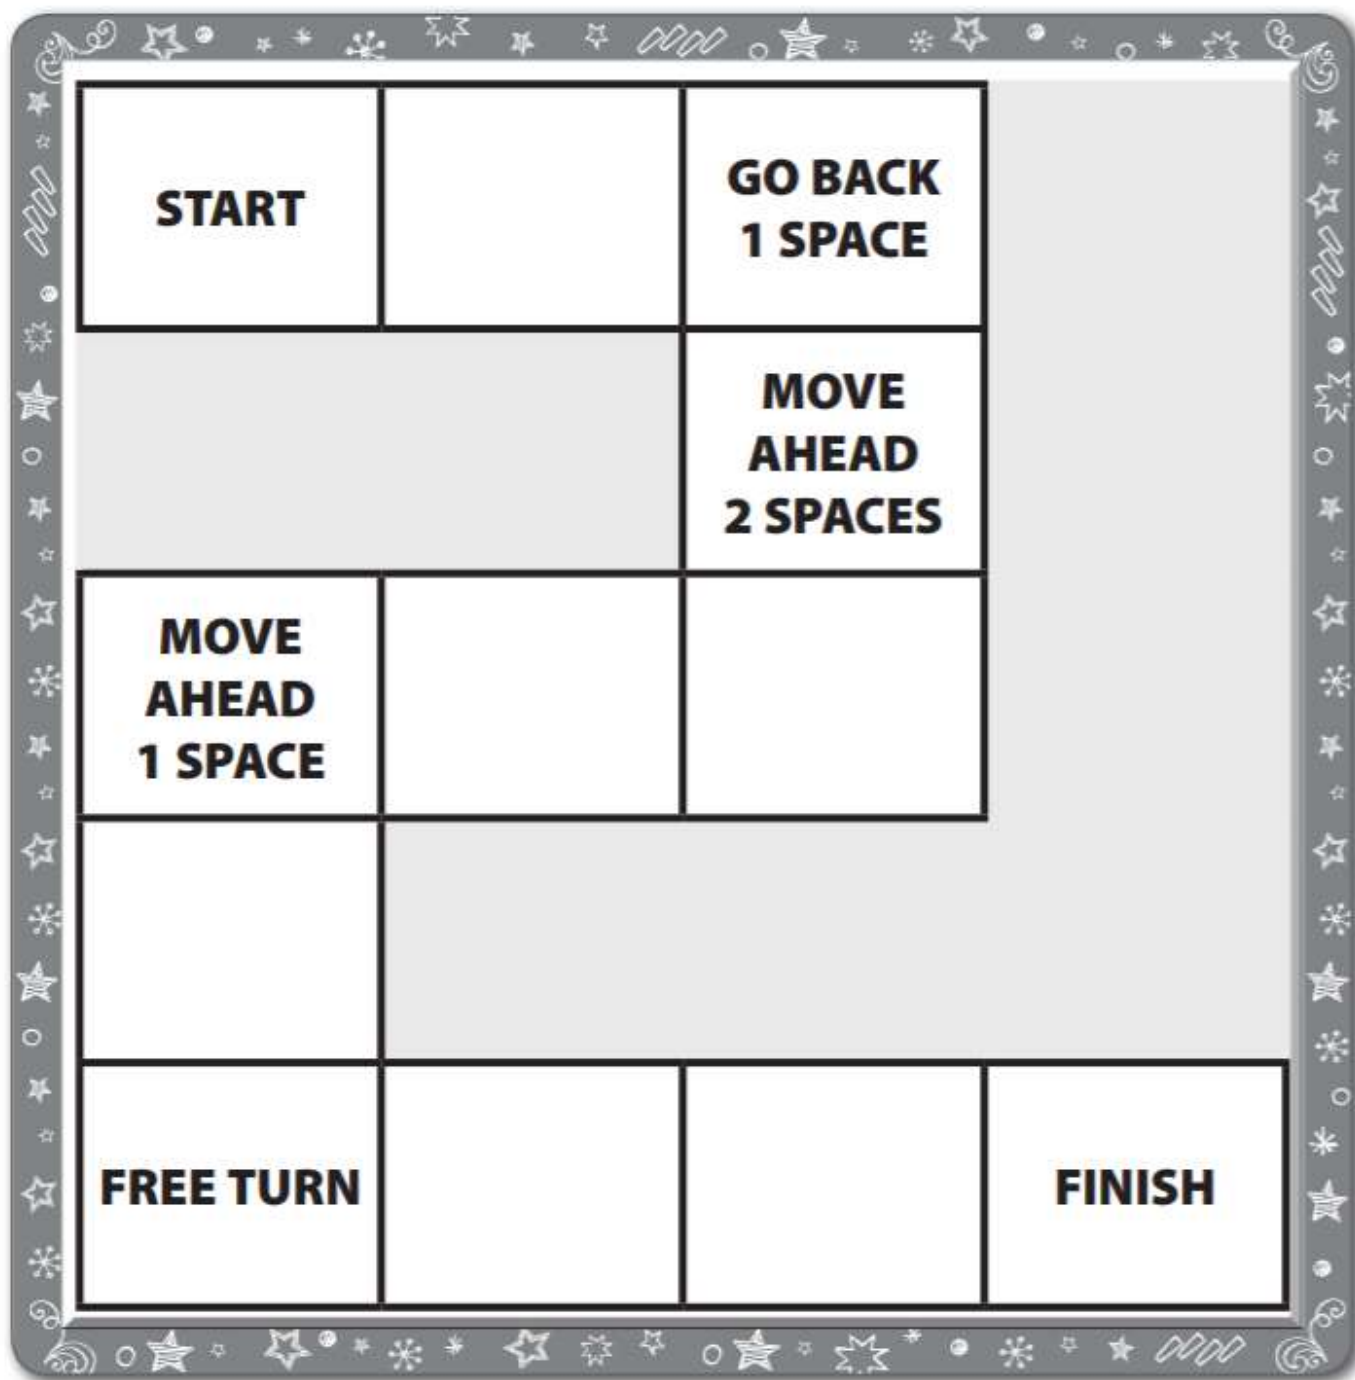 START
GO BACK
1 SPACE
MOVE
AHEAD
2 SPACES
MOVE
AHEAD
1 SPACE
FREE TURN
FINISH